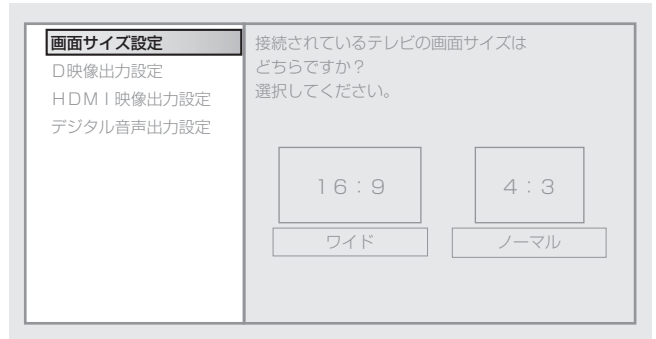 画面サイズ設定
D映像出力設定
HDMI映像出力設定
デジタル音声出力設定
接続されているテレビの画面サイズは
どちらですか?
選択してください。
16:9
4:3
ワイド
ノーマル